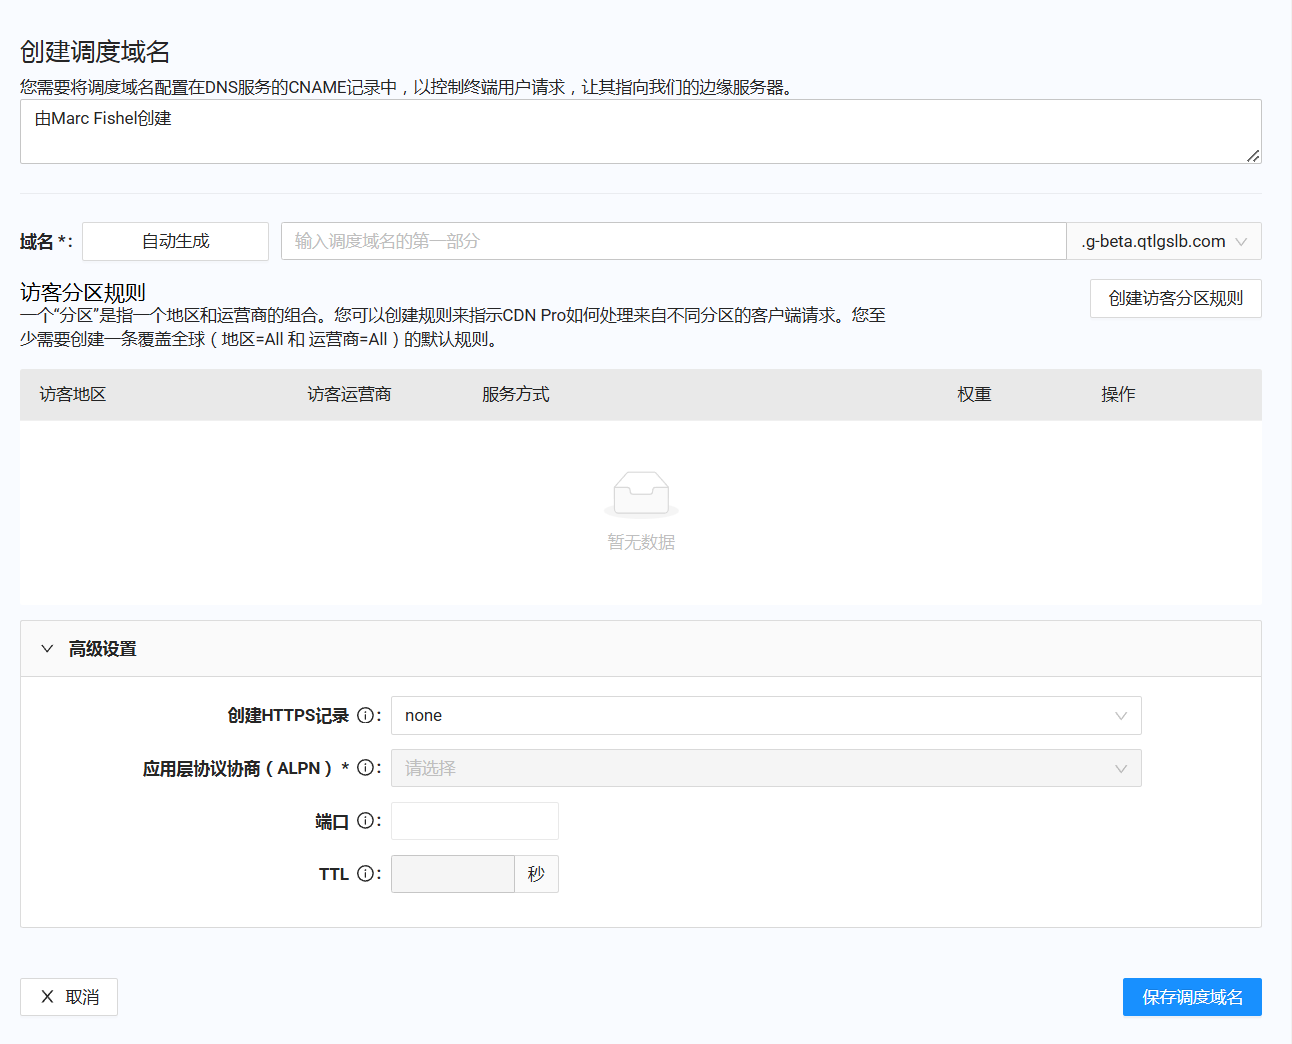 创建调度域名
您需要将调度域名配置在DNS服务的CNAME记录中，以控制终端用户请求，让其指向我们的边缘服务器。
由Marc Fishel创建
域名 *： 自动生成 输入调度域名的第一部分 .g-beta.qtlgslb.com
访客分区规则 创建访客分区规则
一个“分区”是指一个地区和运营商的组合。您可以创建规则来指示CDN Pro如何处理来自不同分区的客户端请求。您至
少需要创建一条覆盖全球（地区=All 和 运营商=All）的默认规则。
访客地区 访客运营商 服务方式 权重 操作
暂无数据
高级设置
创建HTTPS记录 ： none
应用层协议协商（ALPN）* ： 请选择
端口 ：
TTL ： 秒
取消 保存调度域名